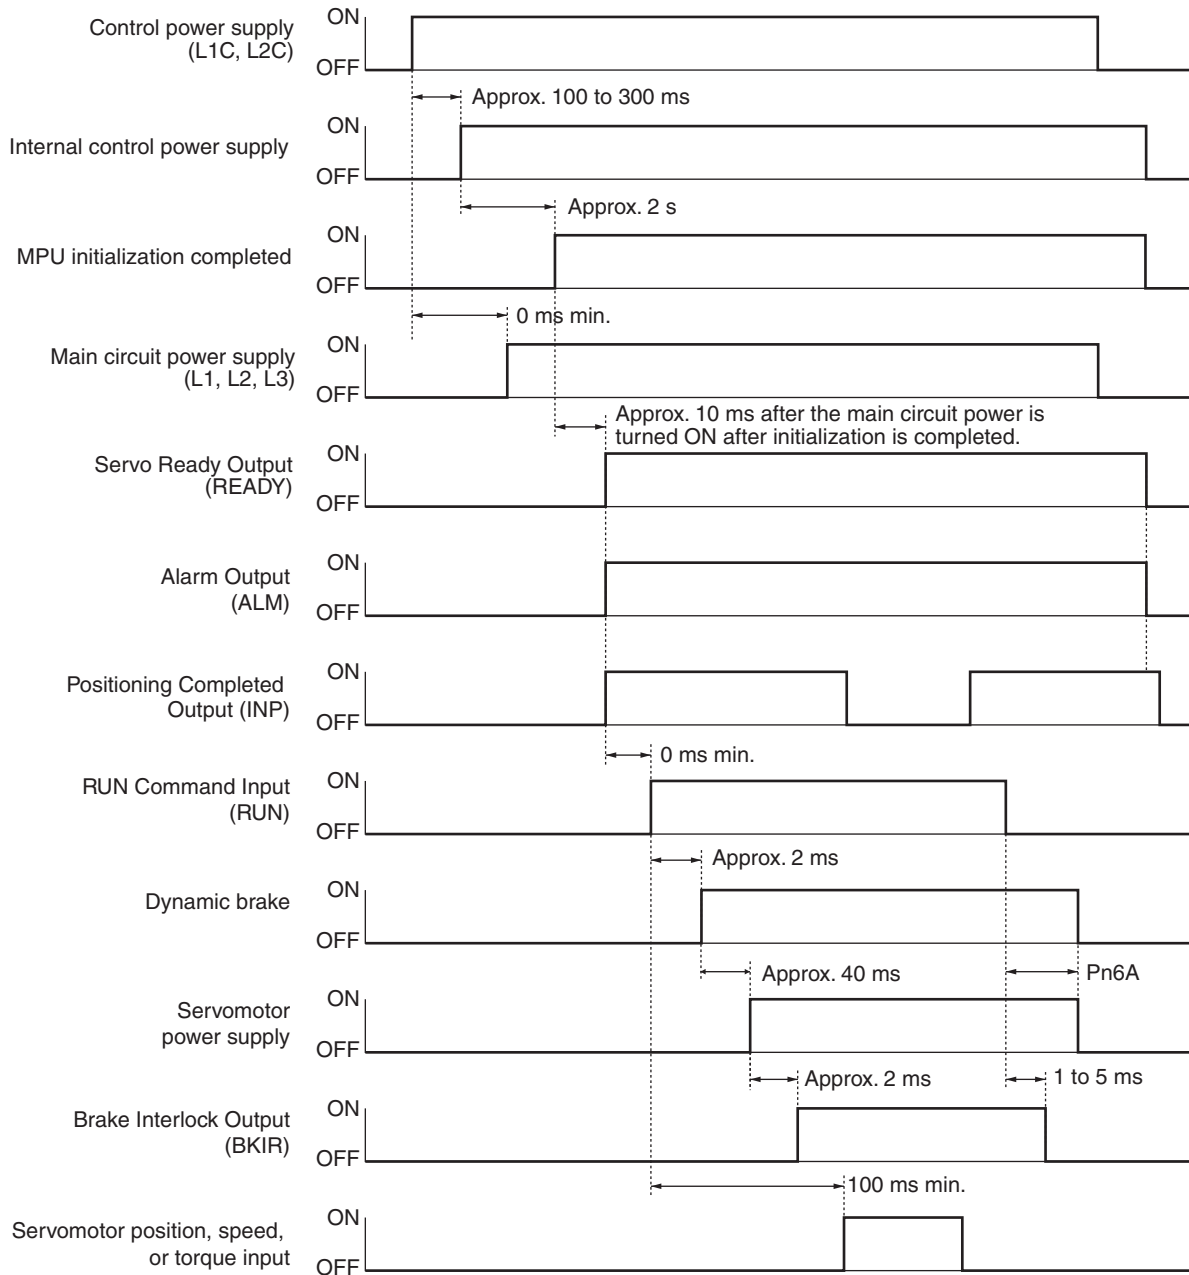 Control power supply
(L1C, L2C)
ON
OFF
Approx. 100 to 300 ms
Internal control power supply
ON
OFF
Approx. 2 s
MPU initialization completed
ON
OFF
0 ms min.
Main circuit power supply
(L1, L2, L3)
ON
OFF
Approx. 10 ms after the main circuit power is
turned ON after initialization is completed.
Servo Ready Output
(READY)
ON
OFF
Alarm Output
(ALM)
ON
OFF
Positioning Completed
Output (INP)
ON
OFF
0 ms min.
RUN Command Input
(RUN)
ON
OFF
Approx. 2 ms
Dynamic brake
ON
OFF
Approx. 40 ms
Pn6A
Servomotor
power supply
ON
OFF
Approx. 2 ms
1 to 5 ms
Brake Interlock Output
(BKIR)
ON
OFF
100 ms min.
Servomotor position, speed,
or torque input
ON
OFF